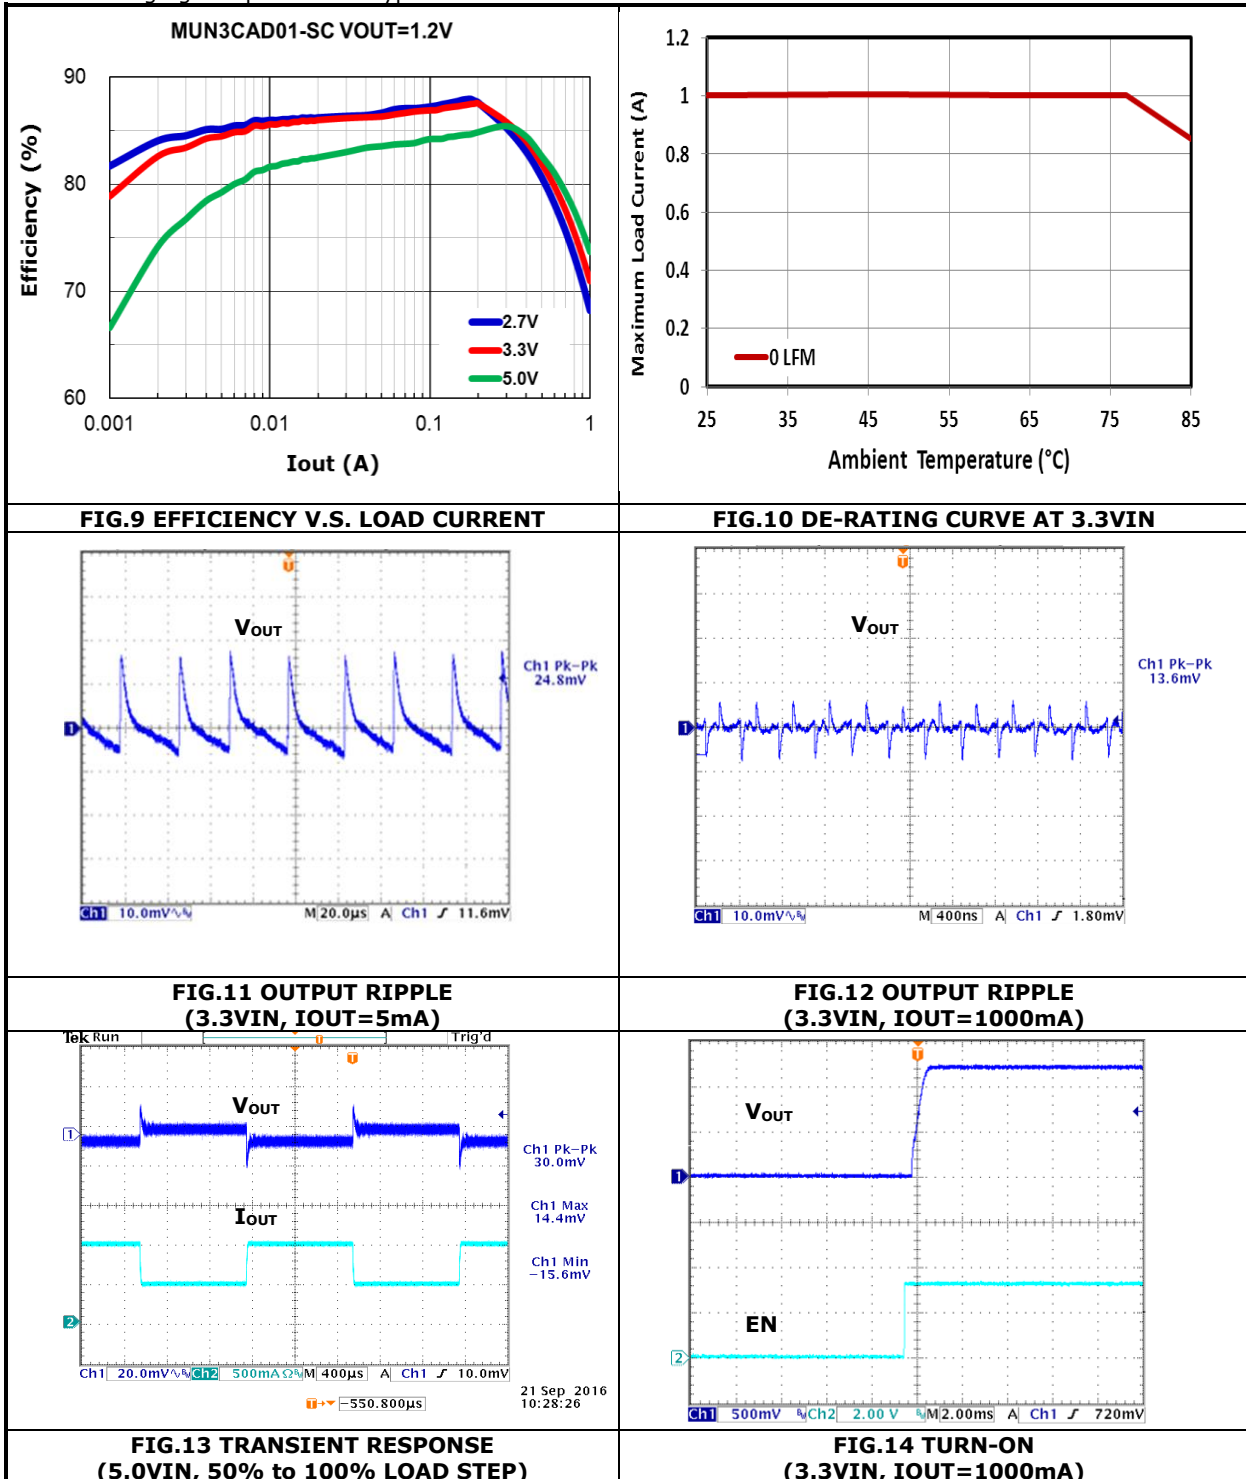 MUN3CAD01-SC VOUT=1.2V
90
80
70
60
Efficiency (%)
2.7V
3.3V
5.0V
0.001 0.01 0.1 1
Iout (A)
1.2
1
0.8
0.6
0.4
0.2
0
Maximum Load Current (A)
0 LFM
25 35 45 55 65 75 85
Ambient Temperature (°C)
FIG.9 EFFICIENCY V.S. LOAD CURRENT
FIG.10 DE-RATING CURVE AT 3.3VIN
T
VOUT
1
Ch1 Pk-Pk
24.8mV
Ch1 10.0mV M 20.0µs A Ch1 11.6mV
T
VOUT
1
Ch1 Pk-Pk
13.6mV
Ch1 10.0mV M 400ns A Ch1 1.80mV
FIG.11 OUTPUT RIPPLE
(3.3VIN, IOUT=5mA)
FIG.12 OUTPUT RIPPLE
(3.3VIN, IOUT=1000mA)
Tek Run T Trig'd
T
VOUT
1
Ch1 Pk-Pk
30.0mV
Ch1 Max
14.4mV
IOUT
Ch1 Min
-15.6mV
2
Ch1 20.0mV Ch2 500mA Ω M 400µs A Ch1 10.0mV
T -550.800µs
21 Sep 2016
10:28:26
T
VOUT
1
EN
2
Ch1 500mV Ch2 2.00 V M 2.00ms A Ch1 720mV
FIG.13 TRANSIENT RESPONSE
(5.0VIN, 50% to 100% LOAD STEP)
FIG.14 TURN-ON
(3.3VIN, IOUT=1000mA)